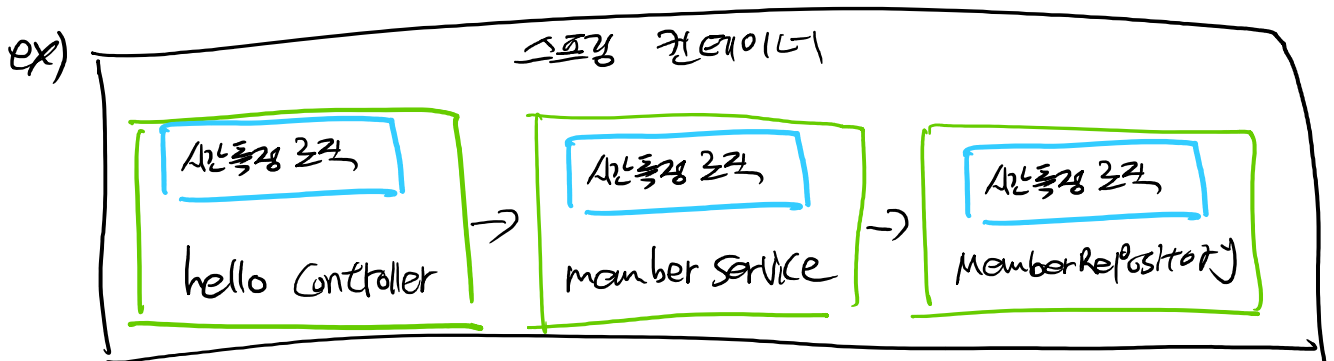 ex)
스프링 컨테이너
시간측정 로직
시간측정 로직
시간측정 로직
hello Controller
member Service
MemberRepository